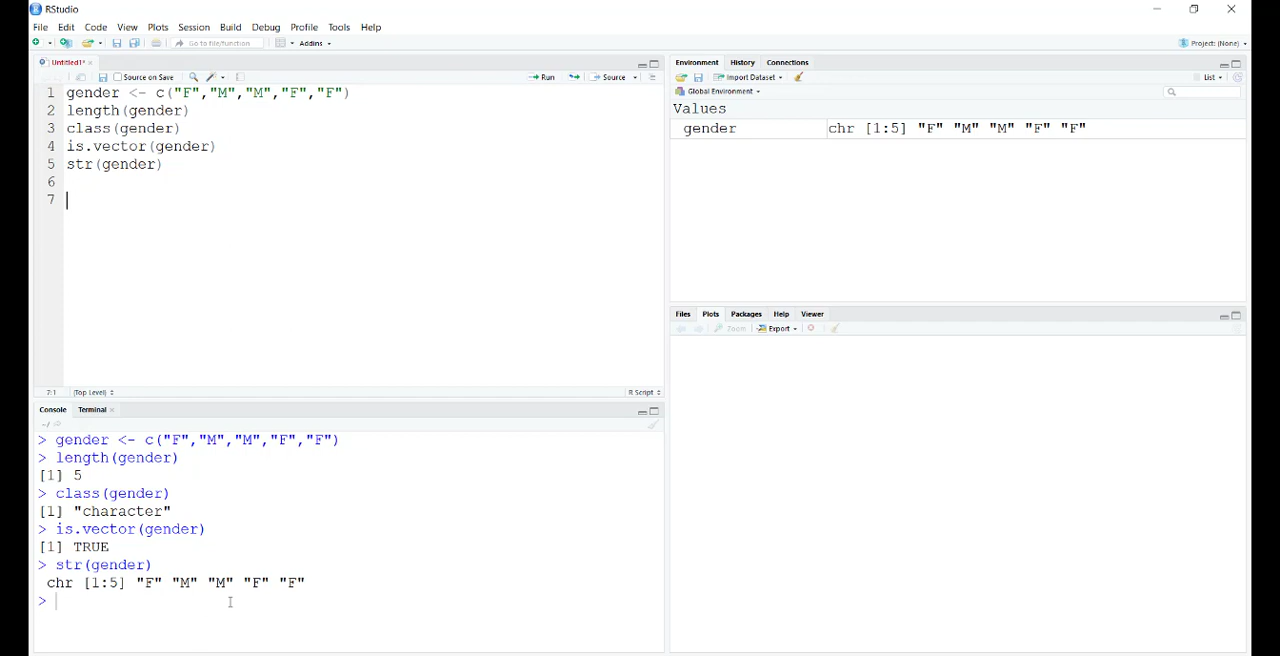 RStudio
File Edit Code View Plots Session Build Debug Profile Tools Help
Go to file/function Addins Project: (None)
Untitled1*
Source on Save Run Source
1 gender <- c("F","M","M","F","F")
2 length(gender)
3 class(gender)
4 is.vector(gender)
5 str(gender)
6
7
7:1 (Top Level) R Script
Console Terminal
~/
> gender <- c("F","M","M","F","F")
> length(gender)
[1] 5
> class(gender)
[1] "character"
> is.vector(gender)
[1] TRUE
> str(gender)
chr [1:5] "F" "M" "M" "F" "F"
>
Environment History Connections
Import Dataset List
Global Environment
Values
gender chr [1:5] "F" "M" "M" "F" "F"
Files Plots Packages Help Viewer
Zoom Export